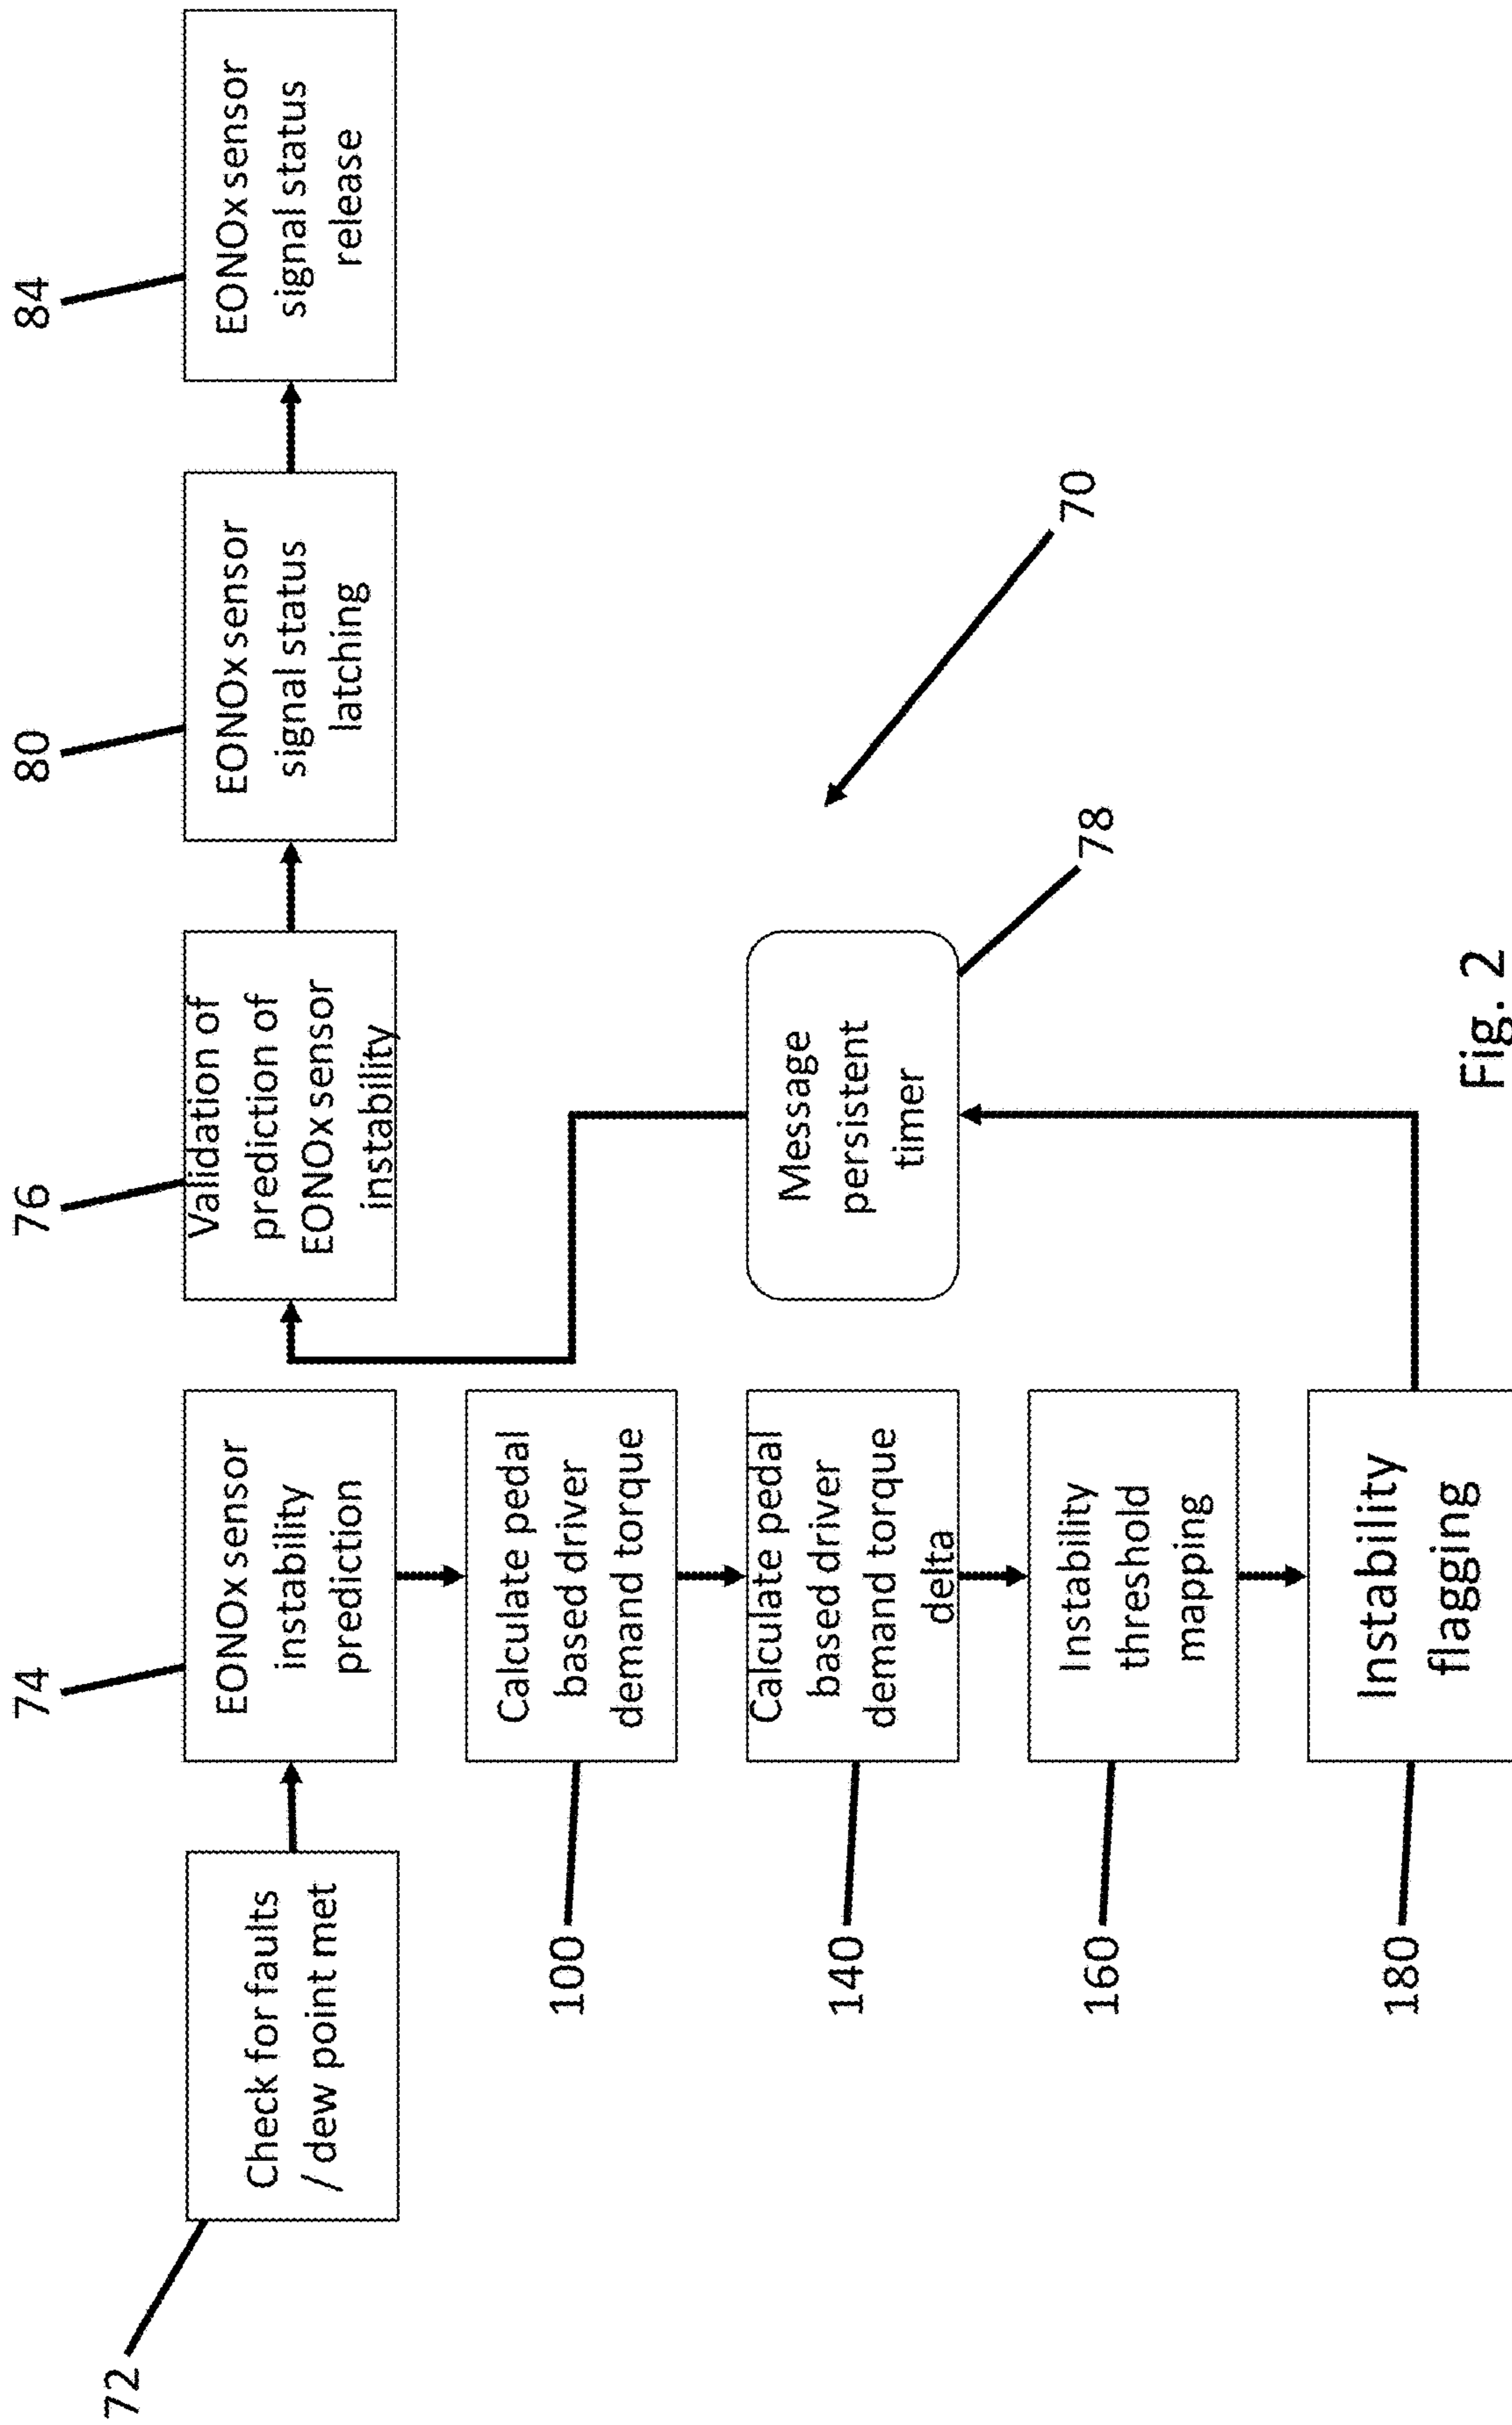 72
Check for faults
/ dew point met
74
EONOx sensor
instability
prediction
76
Validation of
prediction of
EONOx sensor
instability
80
EONOx sensor
signal status
latching
84
EONOx sensor
signal status
release
100
Calculate pedal
based driver
demand torque
140
Calculate pedal
based driver
demand torque
delta
160
Instability
threshold
mapping
180
Instability
flagging
Message
persistent
timer
78
70
Fig. 2